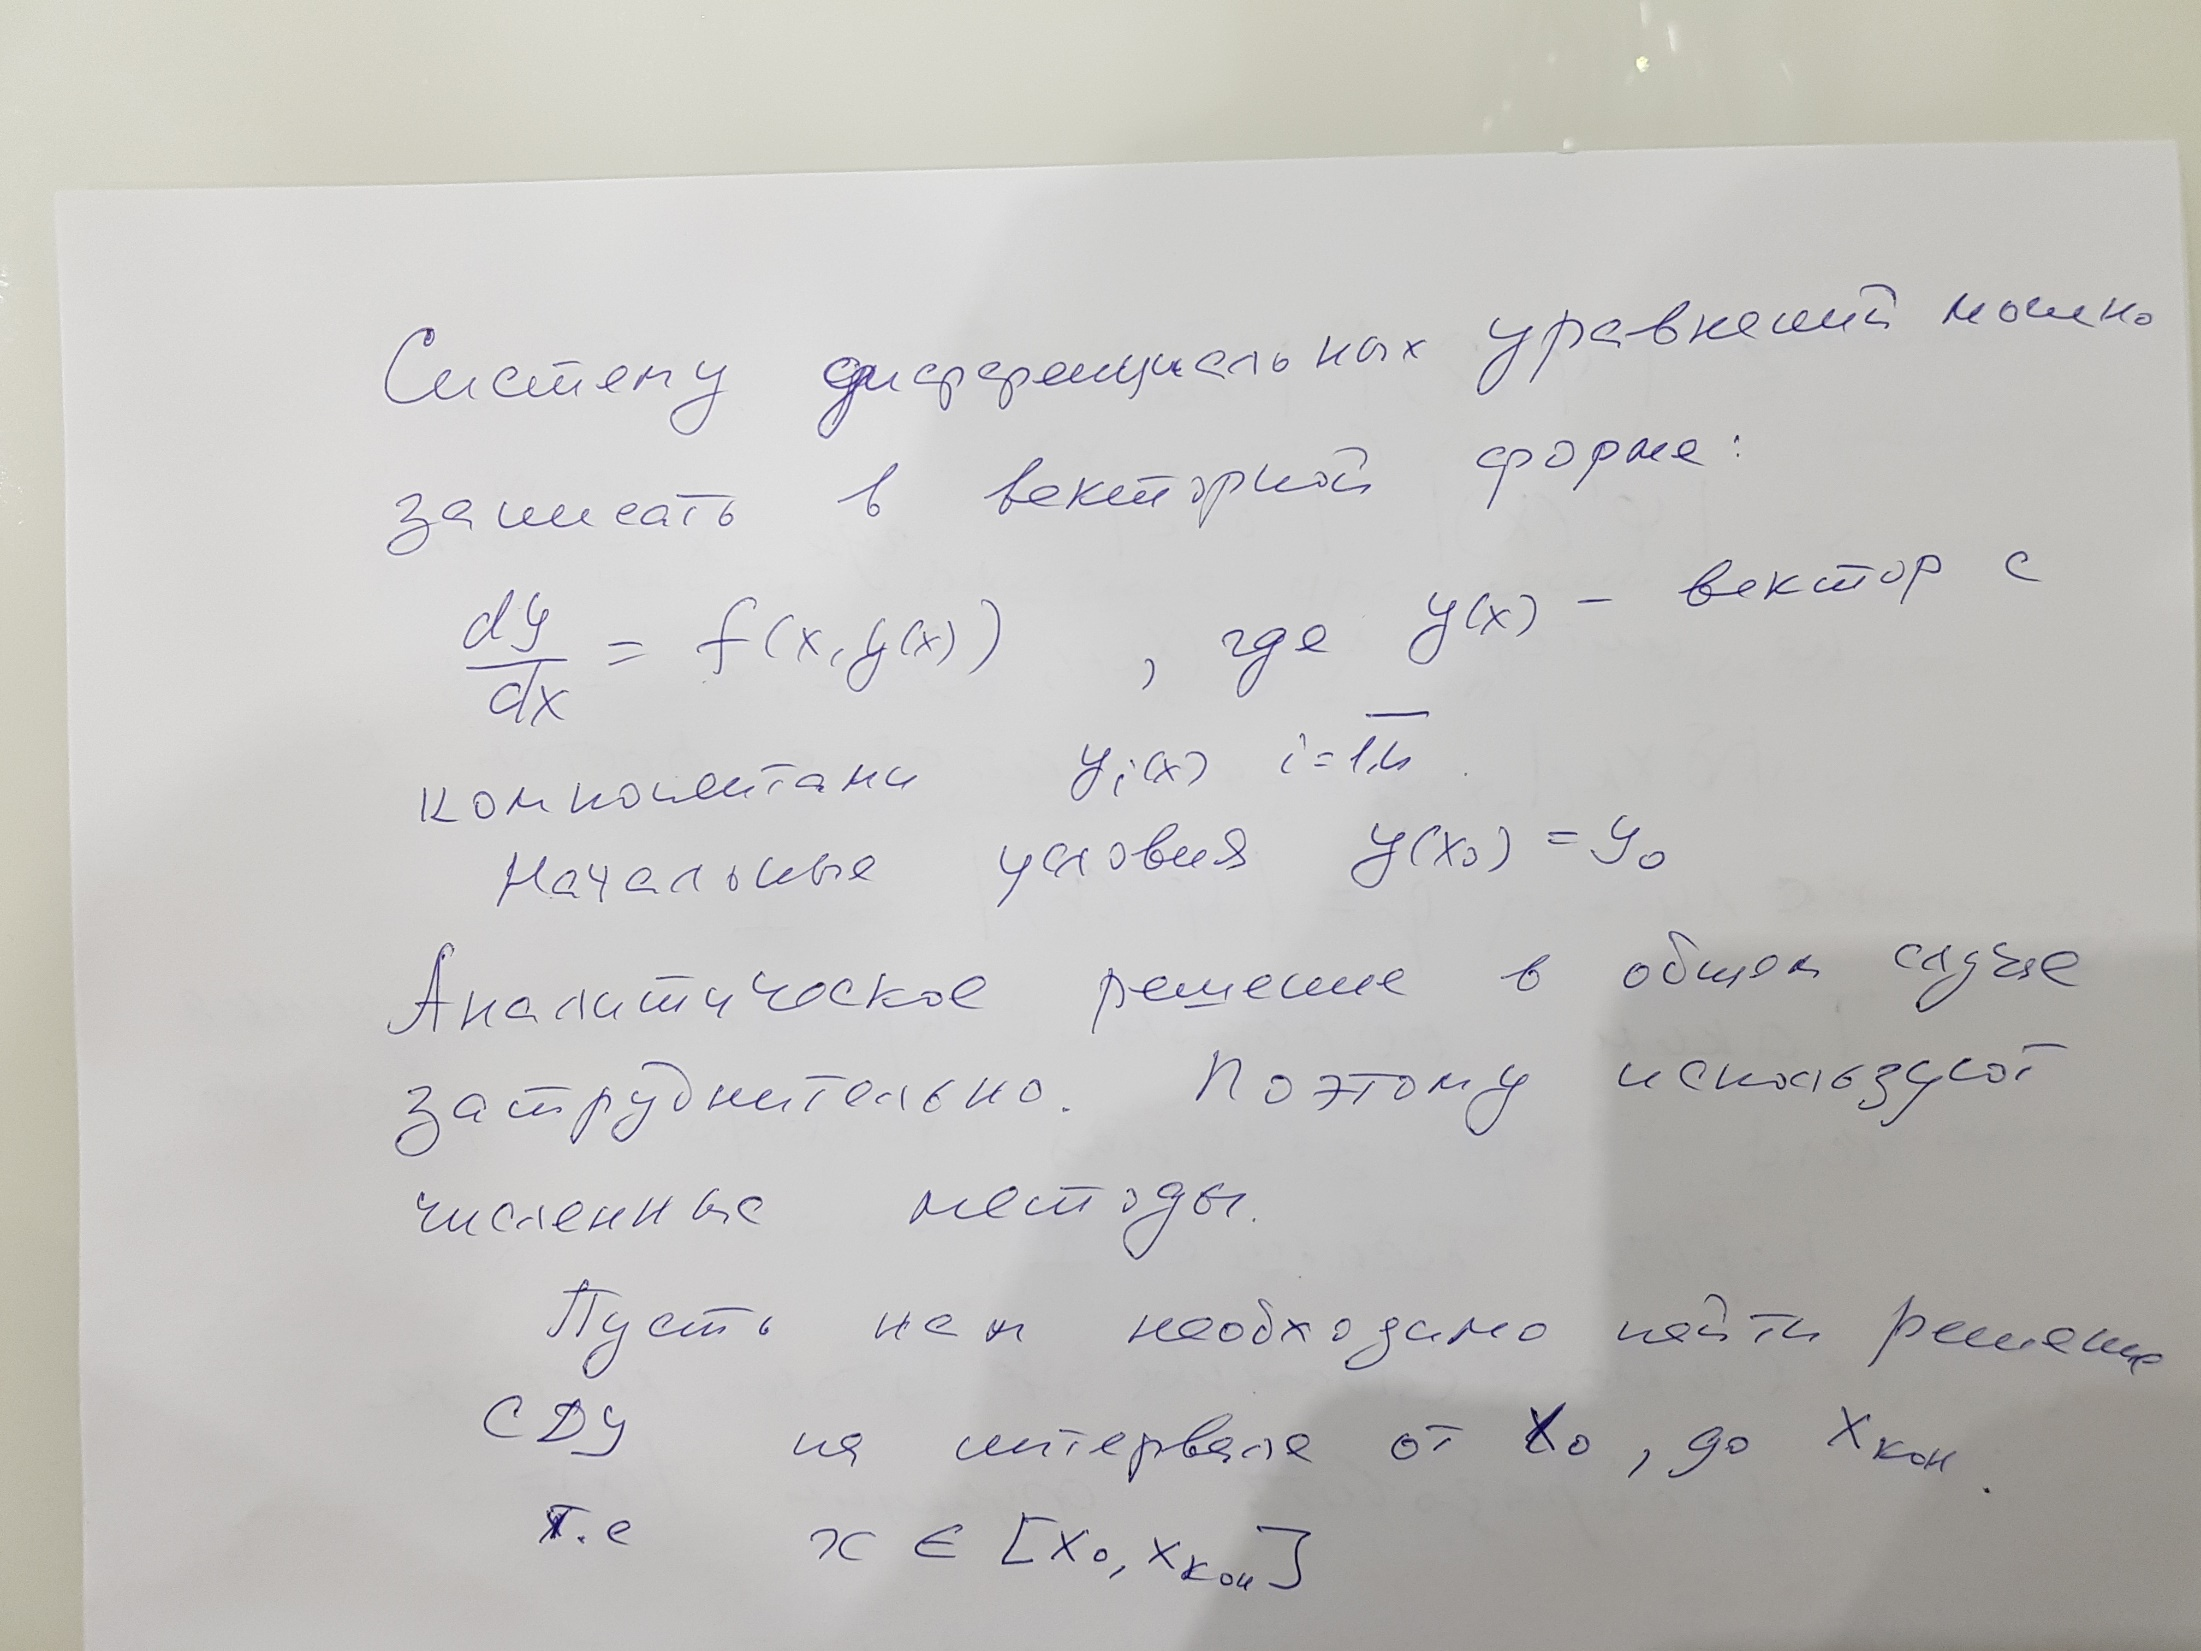 Систему дифференциальных уравнений можно
записать в векторной форме:
dy/dx = f(x, y(x)) , где y(x) – вектор с
компонентами yᵢ(x) i = 1,n̅ .
Начальные условия y(x₀) = y₀
Аналитическое решение в общем случае
затруднительно. Поэтому используют
численные методы.
Пусть нам необходимо найти решение
СДУ на интервале от x₀, до xкон.
т.е x ∈ [x₀, xкон]